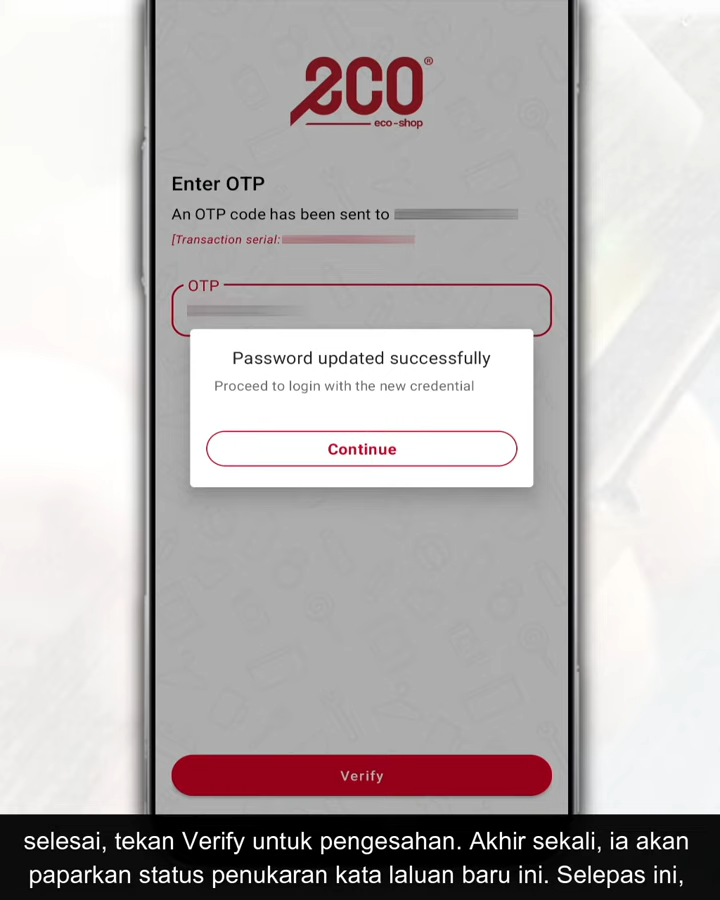 eco®
eco-shop
Enter OTP
An OTP code has been sent to
[Transaction serial:
OTP
Password updated successfully
Proceed to login with the new credential
Continue
Verify
selesai, tekan Verify untuk pengesahan. Akhir sekali, ia akan
paparkan status penukaran kata laluan baru ini. Selepas ini,